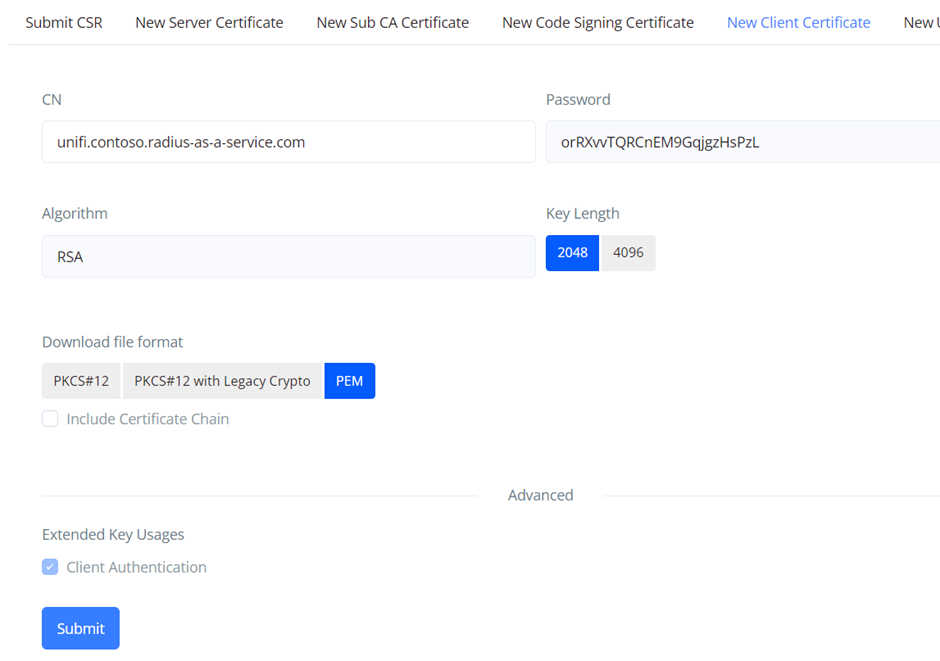 Submit CSR New Server Certificate New Sub CA Certificate New Code Signing Certificate New Client Certificate New
CN Password
unifi.contoso.radius-as-a-service.com orRXvvTQRCnEM9GqjgzHsPzL
Algorithm Key Length
RSA 2048 4096
Download file format
PKCS#12 PKCS#12 with Legacy Crypto PEM
Include Certificate Chain
Advanced
Extended Key Usages
Client Authentication
Submit